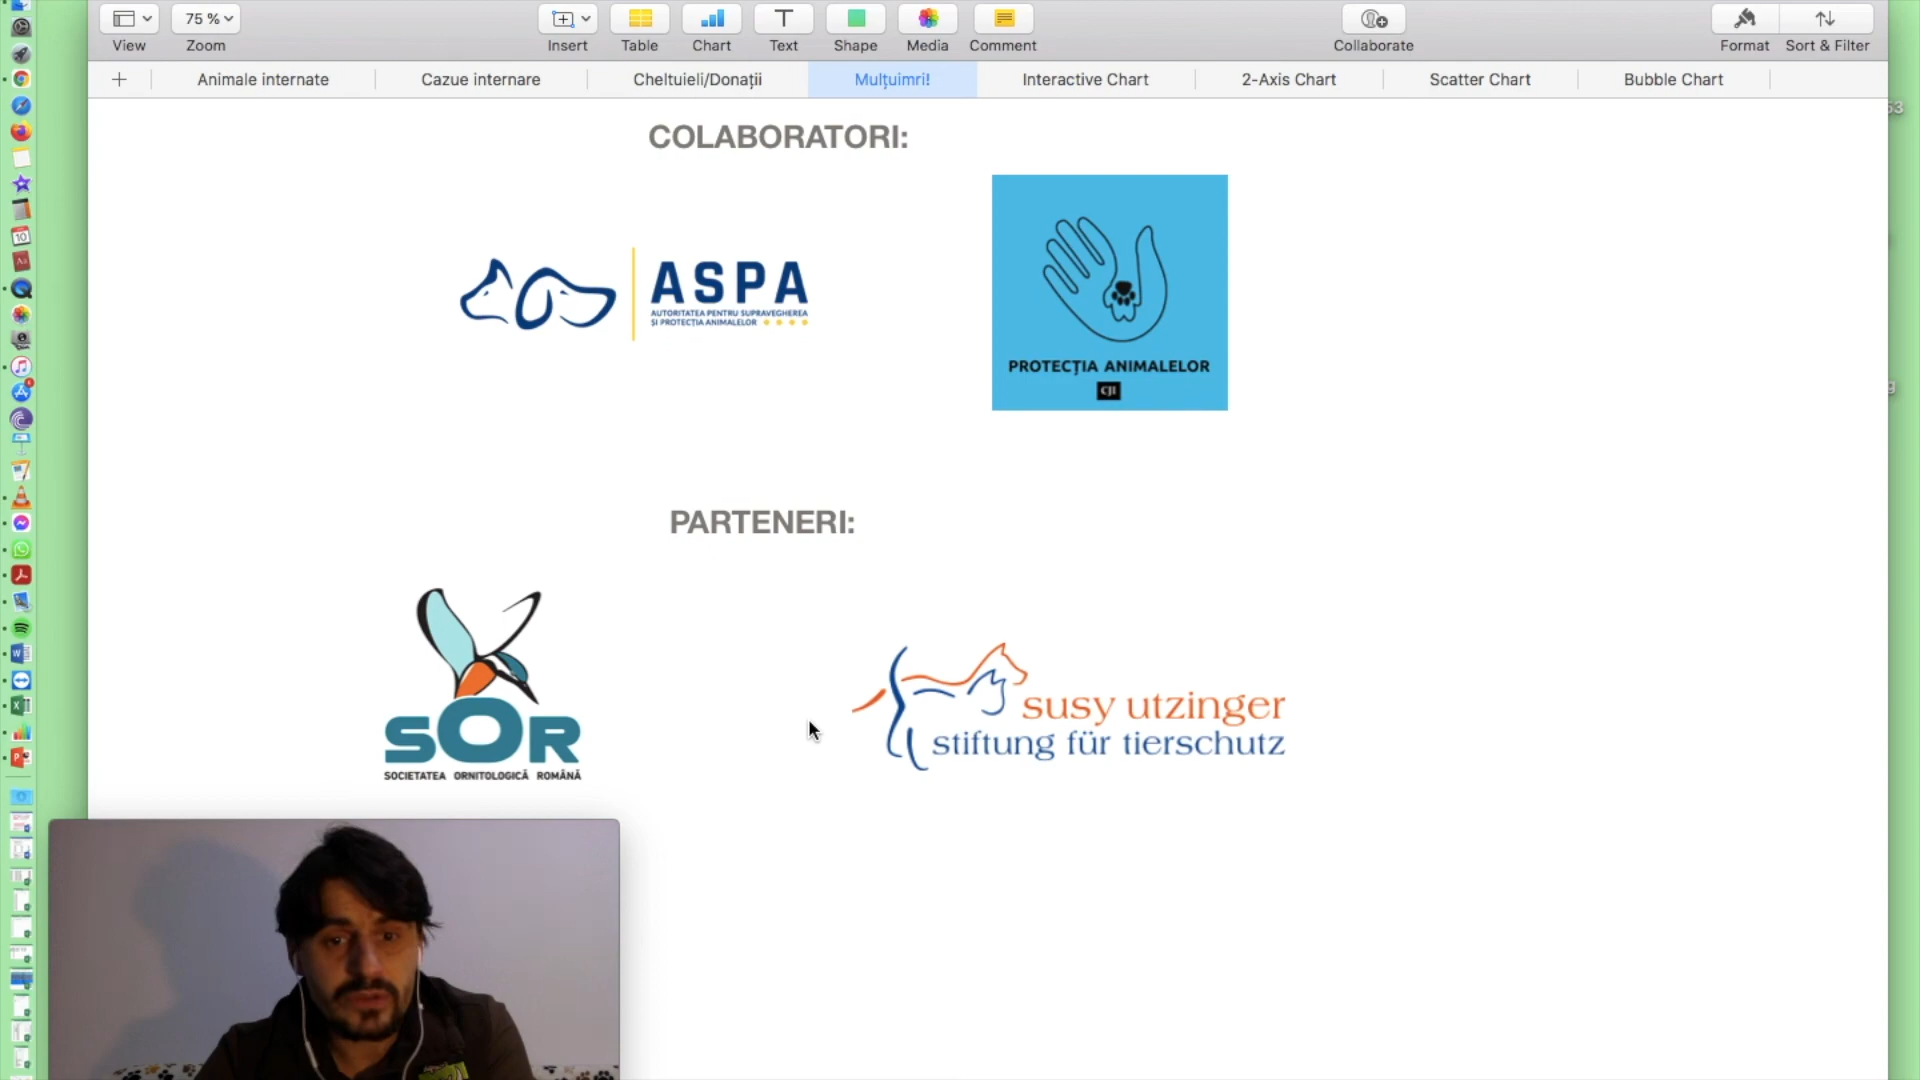 75 %
View
Zoom
Insert
Table
Chart
Text
Shape
Media
Comment
Collaborate
Format
Sort & Filter
Animale internate
Cazue internare
Cheltuieli/Donații
Mulțuimri!
Interactive Chart
2-Axis Chart
Scatter Chart
Bubble Chart
COLABORATORI:
ASPA
AUTORITATEA PENTRU SUPRAVEGHEREA
ȘI PROTECȚIA ANIMALELOR
PROTECȚIA ANIMALELOR
CJI
PARTENERI:
SOR
SOCIETATEA ORNITOLOGICĂ ROMÂNĂ
susy utzinger
stiftung für tierschutz